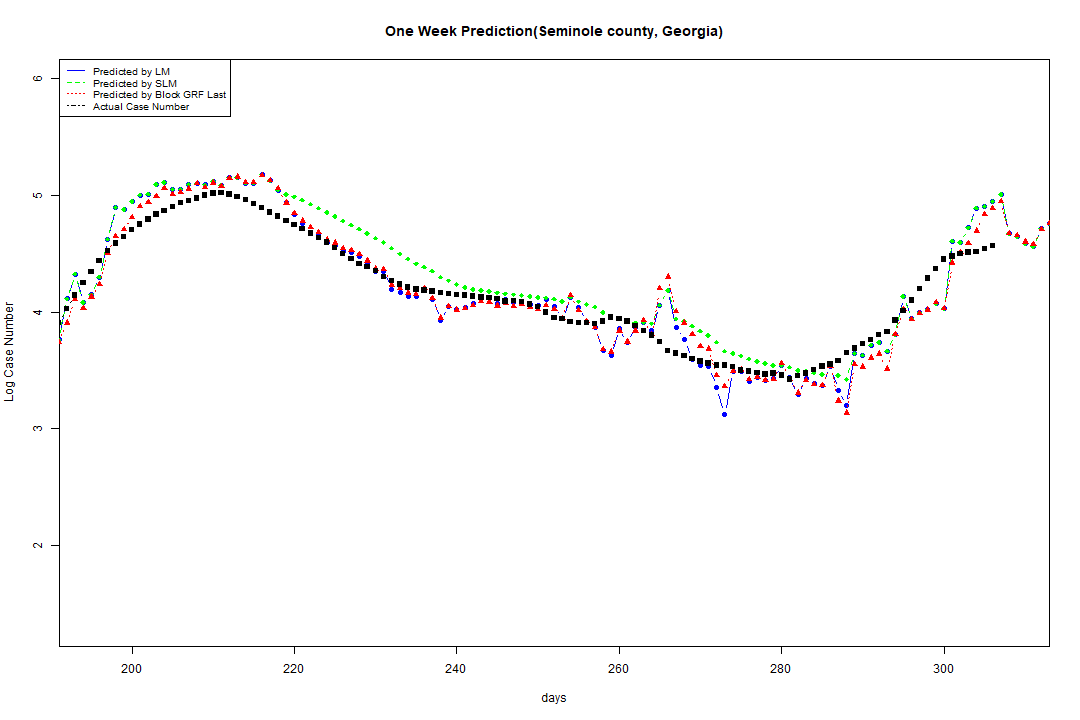 One Week Prediction(Seminole county, Georgia)
Predicted by LM
Predicted by SLM
Predicted by Block GRF Last
Actual Case Number
6
5
4
3
2
Log Case Number
200 220 240 260 280 300
days